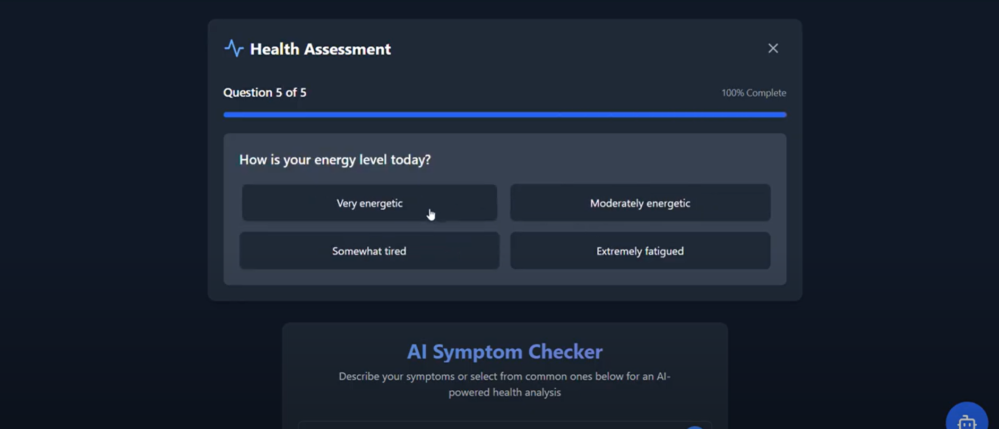 Health Assessment
Question 5 of 5
100% Complete
How is your energy level today?
Very energetic
Moderately energetic
Somewhat tired
Extremely fatigued
AI Symptom Checker
Describe your symptoms or select from common ones below for an AI-
powered health analysis